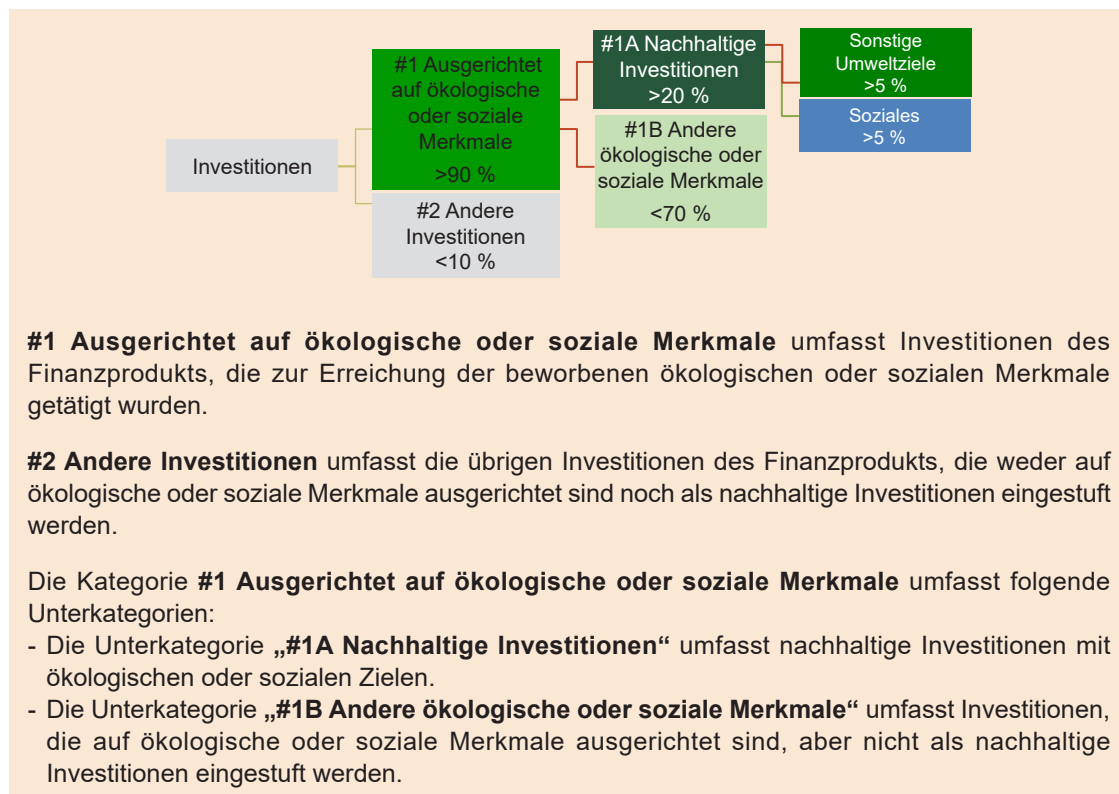 Investitionen
#1 Ausgerichtet
auf ökologische
oder soziale
Merkmale
>90 %
#2 Andere
Investitionen
<10 %
#1A Nachhaltige
Investitionen
>20 %
#1B Andere
ökologische oder
soziale Merkmale
<70 %
Sonstige
Umweltziele
>5 %
Soziales
>5 %
#1 Ausgerichtet auf ökologische oder soziale Merkmale umfasst Investitionen des
Finanzprodukts, die zur Erreichung der beworbenen ökologischen oder sozialen Merkmale
getätigt wurden.
#2 Andere Investitionen umfasst die übrigen Investitionen des Finanzprodukts, die weder auf
ökologische oder soziale Merkmale ausgerichtet sind noch als nachhaltige Investitionen eingestuft
werden.
Die Kategorie #1 Ausgerichtet auf ökologische oder soziale Merkmale umfasst folgende
Unterkategorien:
- Die Unterkategorie „#1A Nachhaltige Investitionen“ umfasst nachhaltige Investitionen mit
ökologischen oder sozialen Zielen.
- Die Unterkategorie „#1B Andere ökologische oder soziale Merkmale“ umfasst Investitionen,
die auf ökologische oder soziale Merkmale ausgerichtet sind, aber nicht als nachhaltige
Investitionen eingestuft werden.